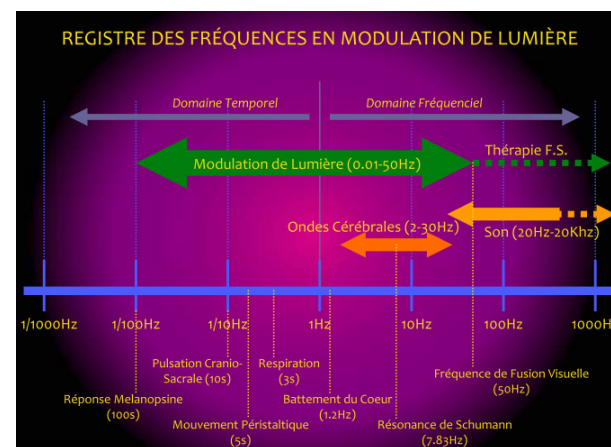 REGISTRE DES FRÉQUENCES EN MODULATION DE LUMIÈRE
Domaine Temporel
Domaine Fréquenciel
Thérapie F.S.
Modulation de Lumière (0.01-50Hz)
Ondes Cérébrales (2-30Hz)
Son (20Hz-20Khz)
1/1000Hz
1/100Hz
1/10Hz
1Hz
10Hz
100Hz
1000H
Pulsation Cranio-
Sacrale (10s)
Respiration
(3s)
Fréquence de Fusion Visuelle
(50Hz)
Réponse Melanopsine
(100s)
Battement du Coeur
(1.2Hz)
Mouvement Péristaltique
(5s)
Résonance de Schumann
(7.83Hz)